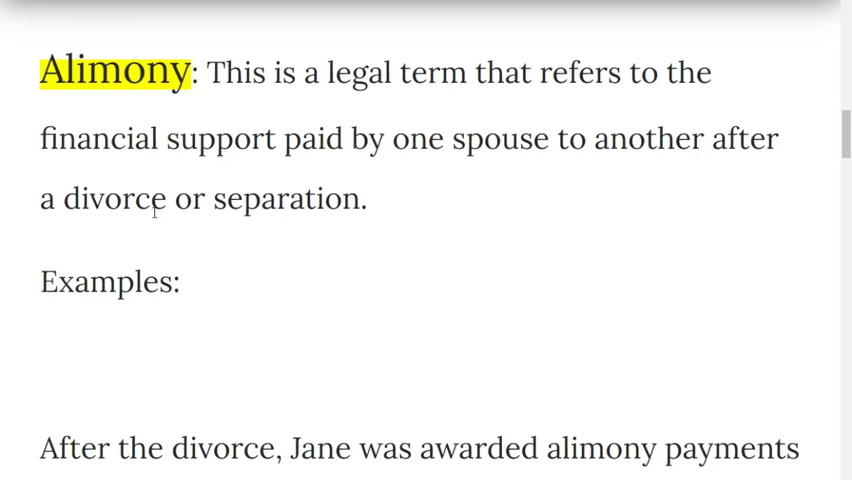 Alimony: This is a legal term that refers to the
financial support paid by one spouse to another after
a divorce or separation.
Examples:
After the divorce, Jane was awarded alimony payments